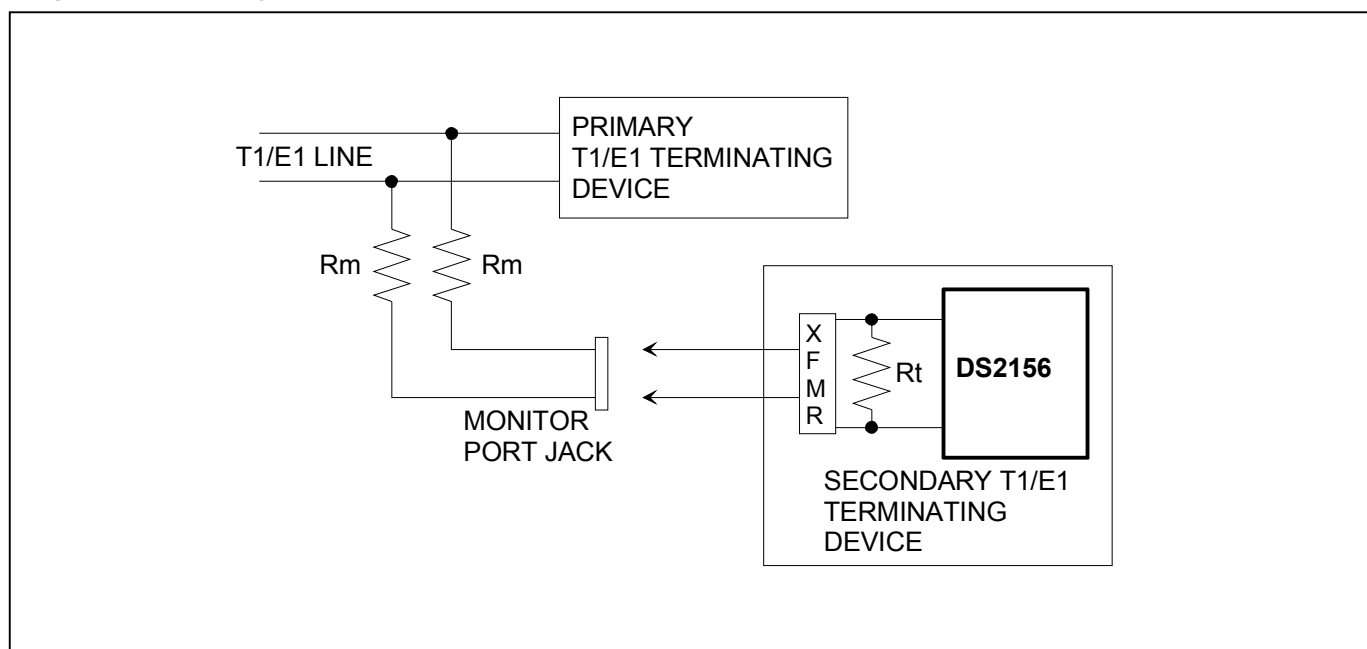 PRIMARY
T1/E1 TERMINATING
DEVICE
T1/E1 LINE
Rm
Rm
X
F
M
R
Rt
DS2156
MONITOR
PORT JACK
SECONDARY T1/E1
TERMINATING
DEVICE